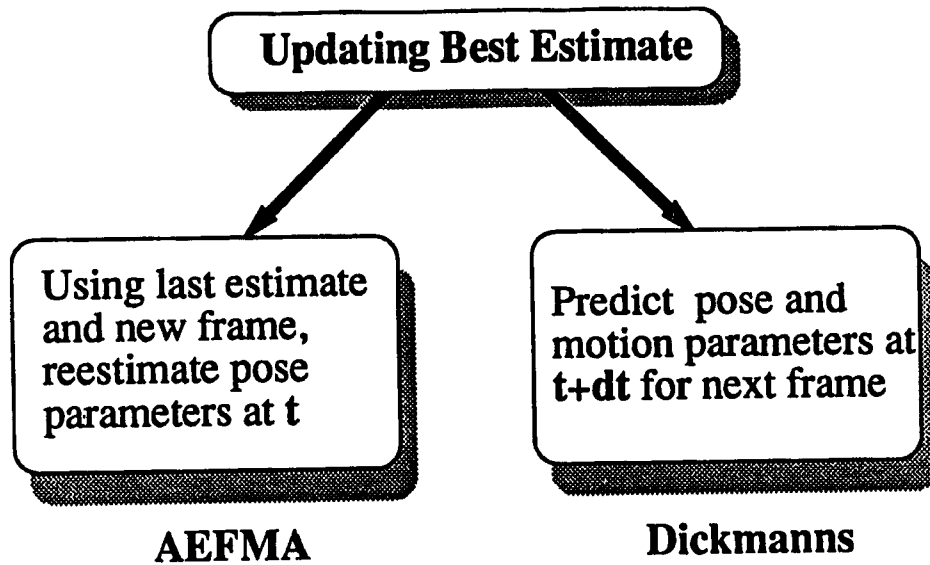 Updating Best Estimate
Using last estimate
and new frame,
reestimate pose
parameters at t
Predict pose and
motion parameters at
t+dt for next frame
AEFMA
Dickmanns